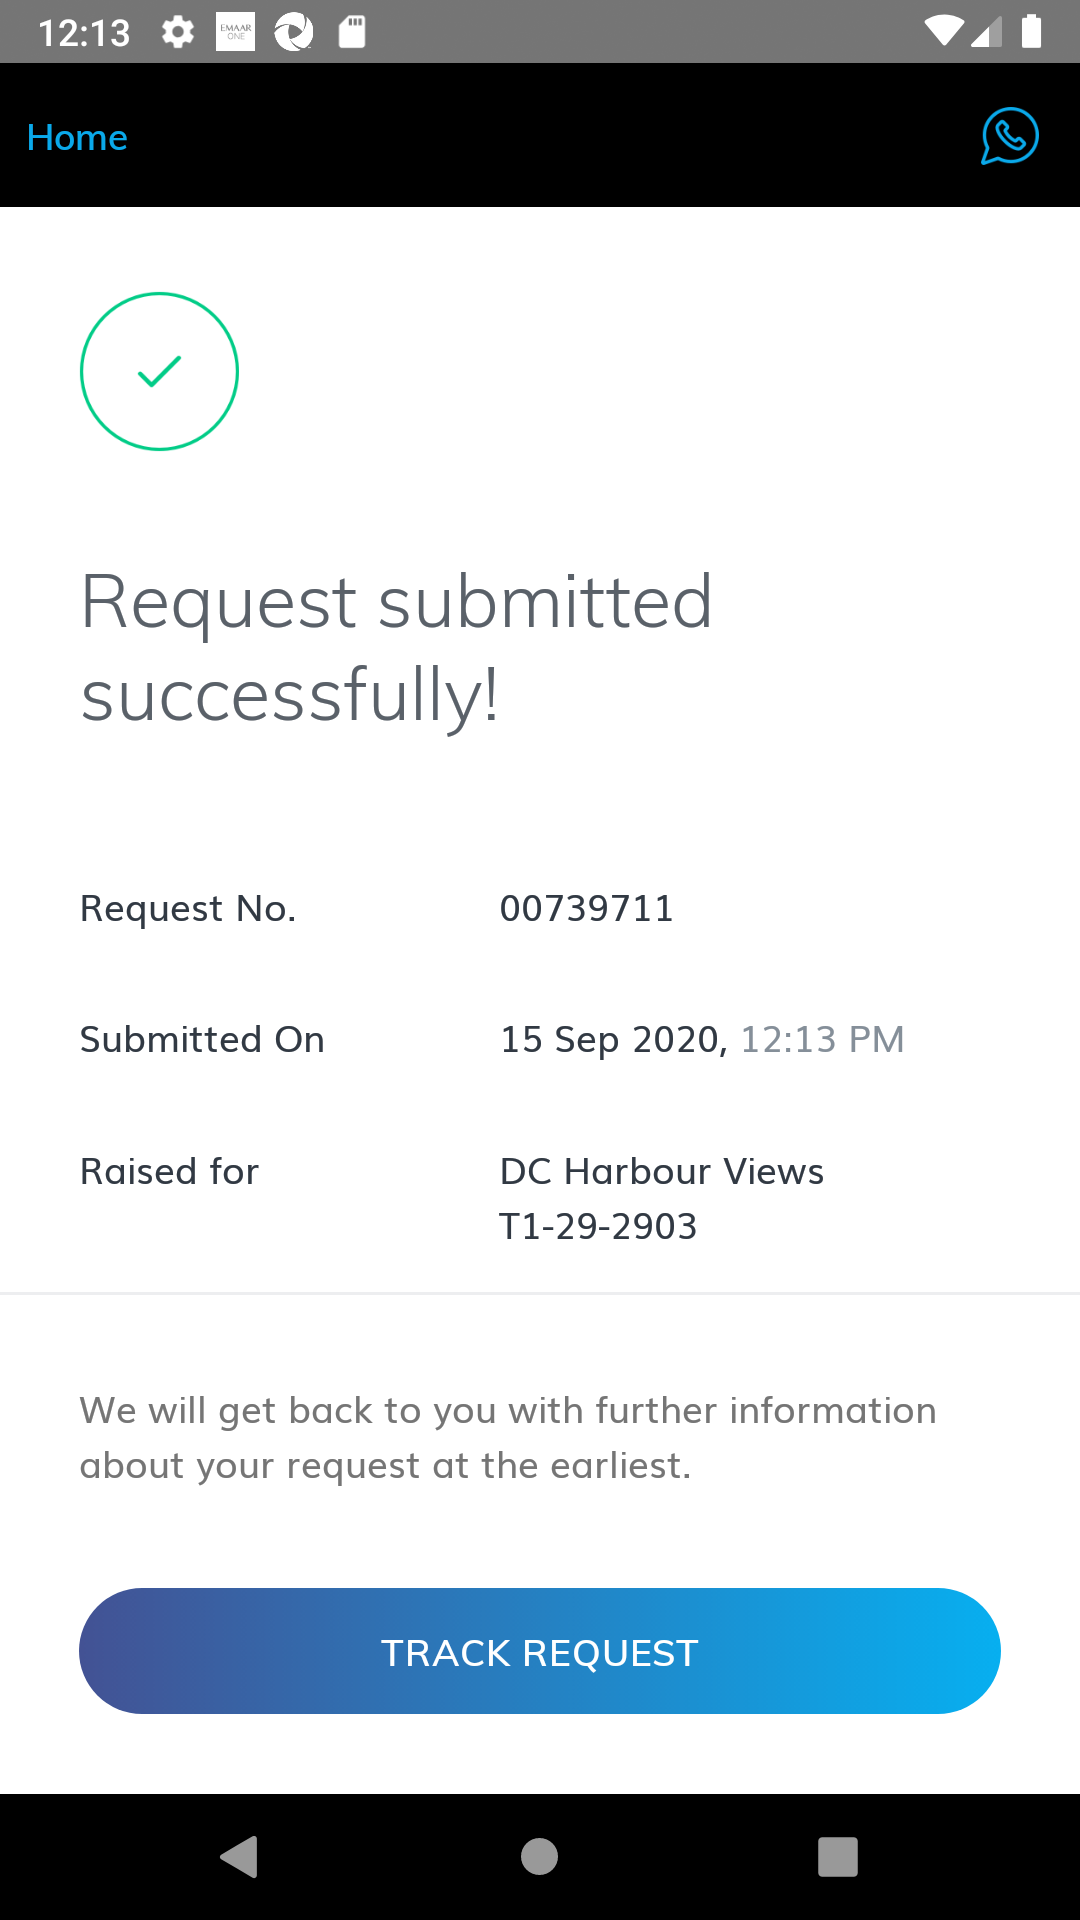 12:13
EMAAR
ONE
Home
Request submitted
successfully!
Request No. 00739711
Submitted On 15 Sep 2020, 12:13 PM
Raised for DC Harbour Views
T1-29-2903
We will get back to you with further information
about your request at the earliest.
TRACK REQUEST